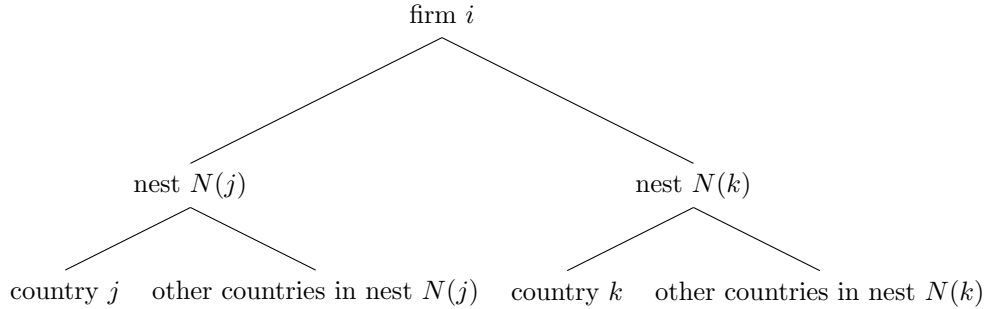 firm i
nest N(j)
nest N(k)
country j
other countries in nest N(j)
country k
other countries in nest N(k)